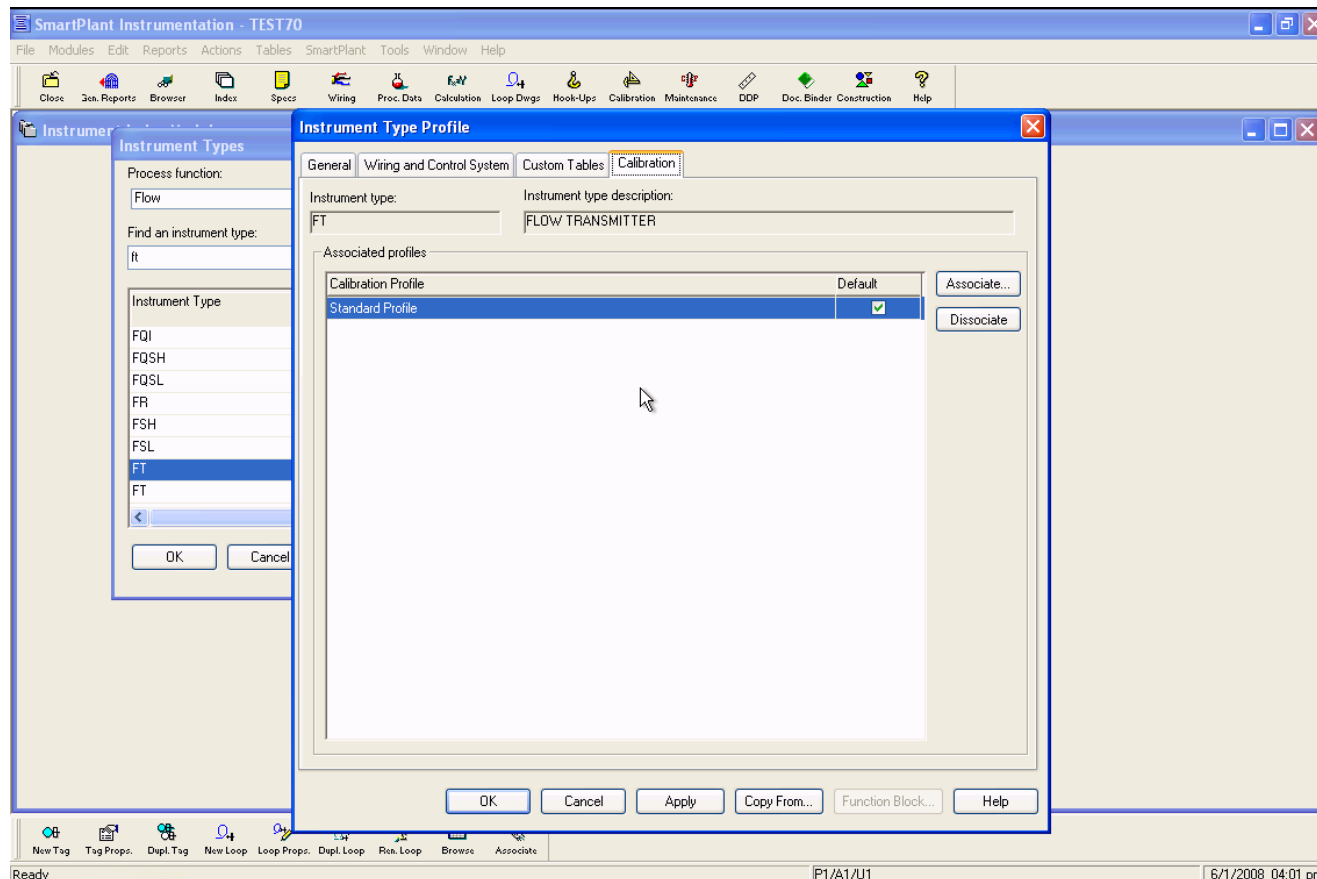 SmartPlant Instrumentation - TEST70
File Modules Edit Reports Actions Tables SmartPlant Tools Window Help
Close Gen. Reports Browser Index Specs Wiring Proc. Data Calculation Loop Dwgs Hook-Ups Calibration Maintenance DDP Doc. Binder Construction Help
Instrument Types
Process function:
Flow
Find an instrument type:
ft
Instrument Type
FQI
FQSH
FQSL
FR
FSH
FSL
FT
FT
OK Cancel
Instrument Type Profile
General Wiring and Control System Custom Tables Calibration
Instrument type: Instrument type description:
FT FLOW TRANSMITTER
Associated profiles
Calibration Profile Default
Standard Profile
Associate...
Dissociate
OK Cancel Apply Copy From... Function Block... Help
New Tag Tag Props. Dupl. Tag New Loop Loop Props. Dupl. Loop Ren. Loop Browse Associate
Ready P1/A1/U1 6/1/2008 04:01 pm